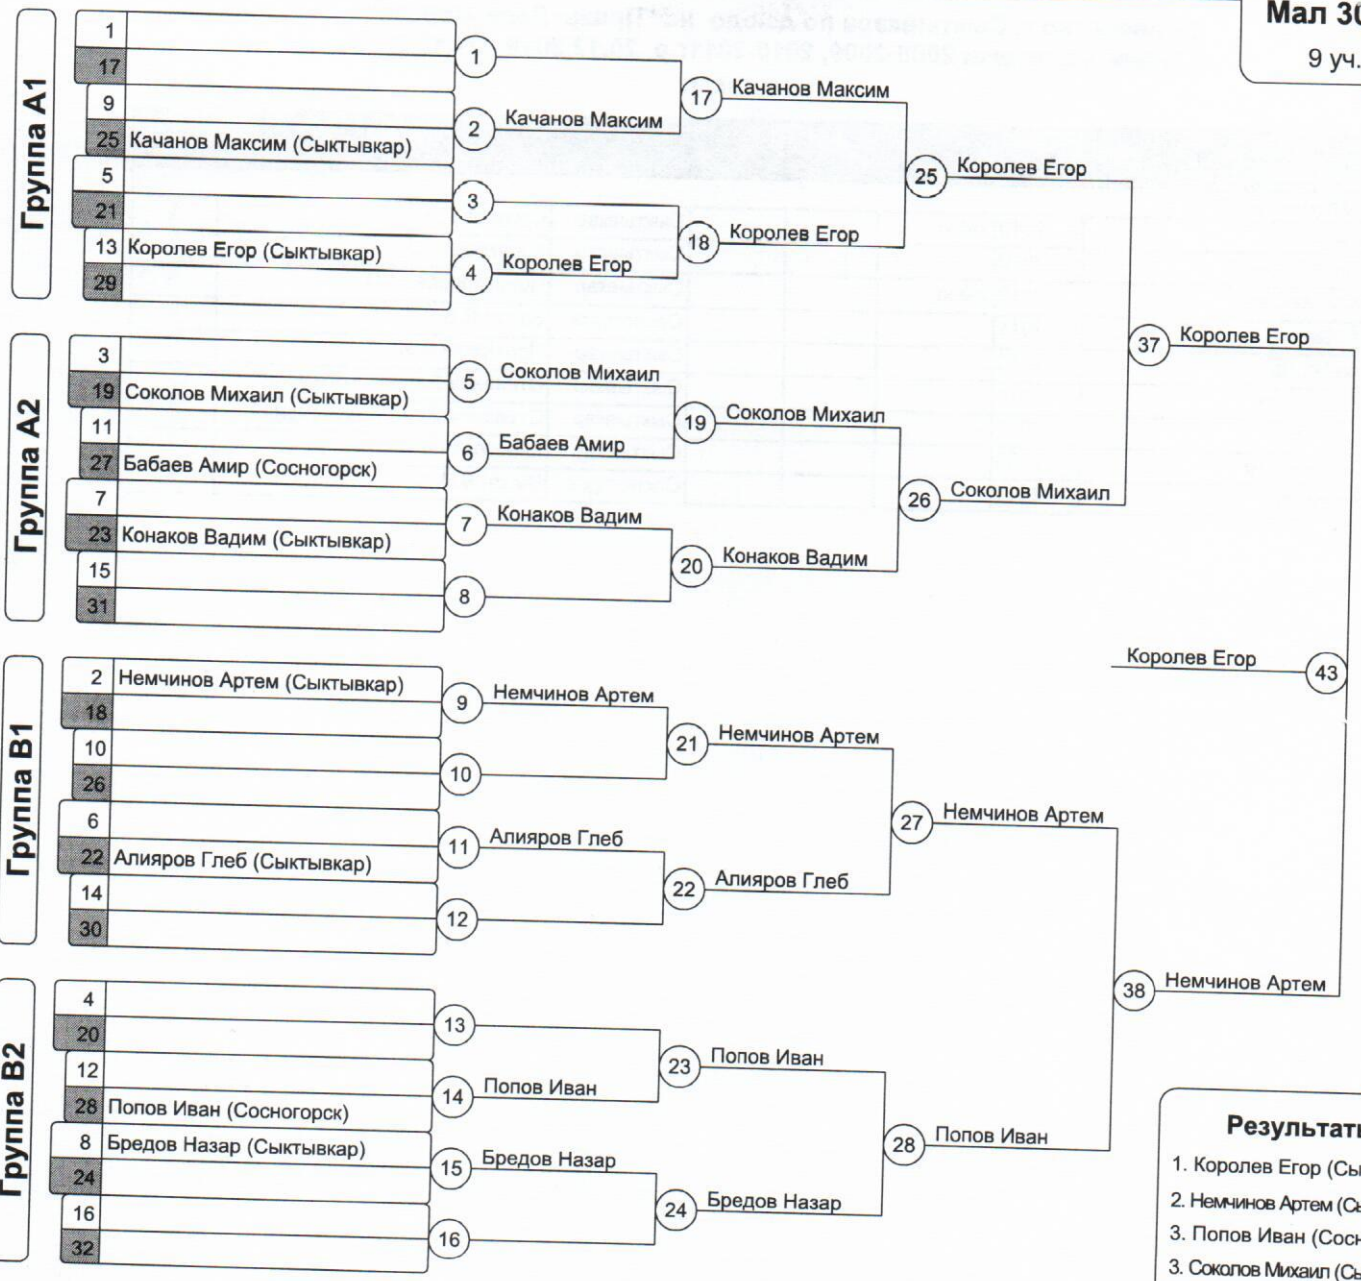 Мал 30
9 уч.
Группа A1
1
17
9
25 Качанов Максим (Сыктывкар)
5
21
13 Королев Егор (Сыктывкар)
29
1
2 Качанов Максим
3
4 Королев Егор
17 Качанов Максим
18 Королев Егор
25 Королев Егор
Группа A2
3
19 Соколов Михаил (Сыктывкар)
11
27 Бабаев Амир (Сосногорск)
7
23 Конаков Вадим (Сыктывкар)
15
31
5 Соколов Михаил
6 Бабаев Амир
7 Конаков Вадим
8
19 Соколов Михаил
20 Конаков Вадим
26 Соколов Михаил
37 Королев Егор
Королев Егор 43
Группа B1
2 Немчинов Артем (Сыктывкар)
18
10
26
6
22 Алияров Глеб (Сыктывкар)
14
30
9 Немчинов Артем
10
11 Алияров Глеб
12
21 Немчинов Артем
22 Алияров Глеб
27 Немчинов Артем
Группа B2
4
20
12
28 Попов Иван (Сосногорск)
8 Бредов Назар (Сыктывкар)
24
16
32
13
14 Попов Иван
15 Бредов Назар
16
23 Попов Иван
24 Бредов Назар
28 Попов Иван
38 Немчинов Артем
Результаты
1. Королев Егор (Сы
2. Немчинов Артем (Сы
3. Попов Иван (Сосн
3. Соколов Михаил (Сы